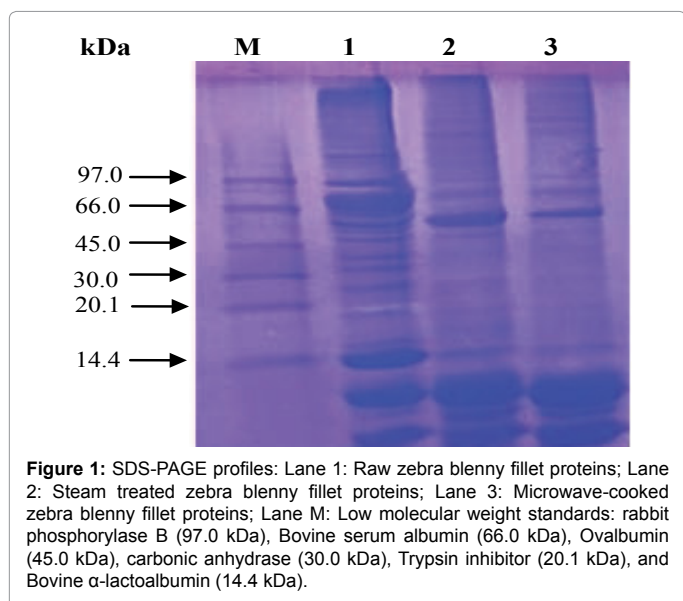 kDa M 1 2 3
97.0
66.0
45.0
30.0
20.1
14.4
Figure 1: SDS-PAGE profiles: Lane 1: Raw zebra blenny fillet proteins; Lane
2: Steam treated zebra blenny fillet proteins; Lane 3: Microwave-cooked
zebra blenny fillet proteins; Lane M: Low molecular weight standards: rabbit
phosphorylase B (97.0 kDa), Bovine serum albumin (66.0 kDa), Ovalbumin
(45.0 kDa), carbonic anhydrase (30.0 kDa), Trypsin inhibitor (20.1 kDa), and
Bovine α-lactoalbumin (14.4 kDa).